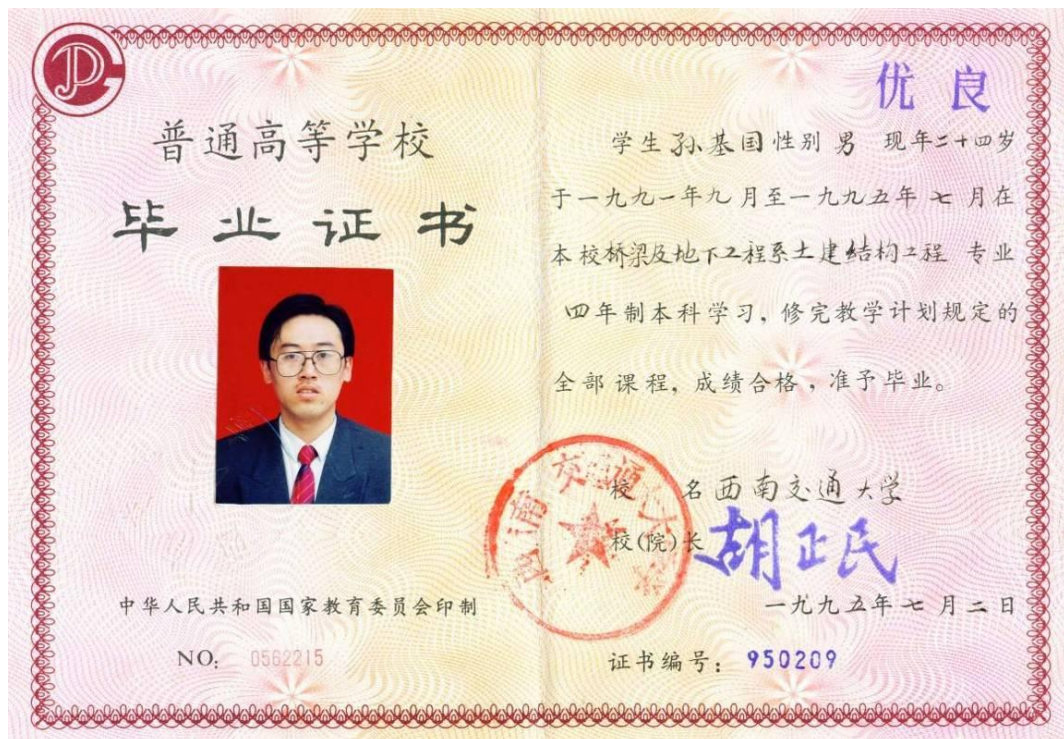 普通高等学校
毕业证书
中华人民共和国国家教育委员会印制
NO: 0562215
优良
学生孙基国性别男 现年二十四岁
于一九九一年九月至一九九五年七月在
本校桥梁及地下工程系土建结构工程 专业
四年制本科学习，修完教学计划规定的
全部课程，成绩合格，准予毕业。
校 名西南交通大学
校(院)长 胡正民
一九九五年七月二日
证书编号：950209
西南交通大学